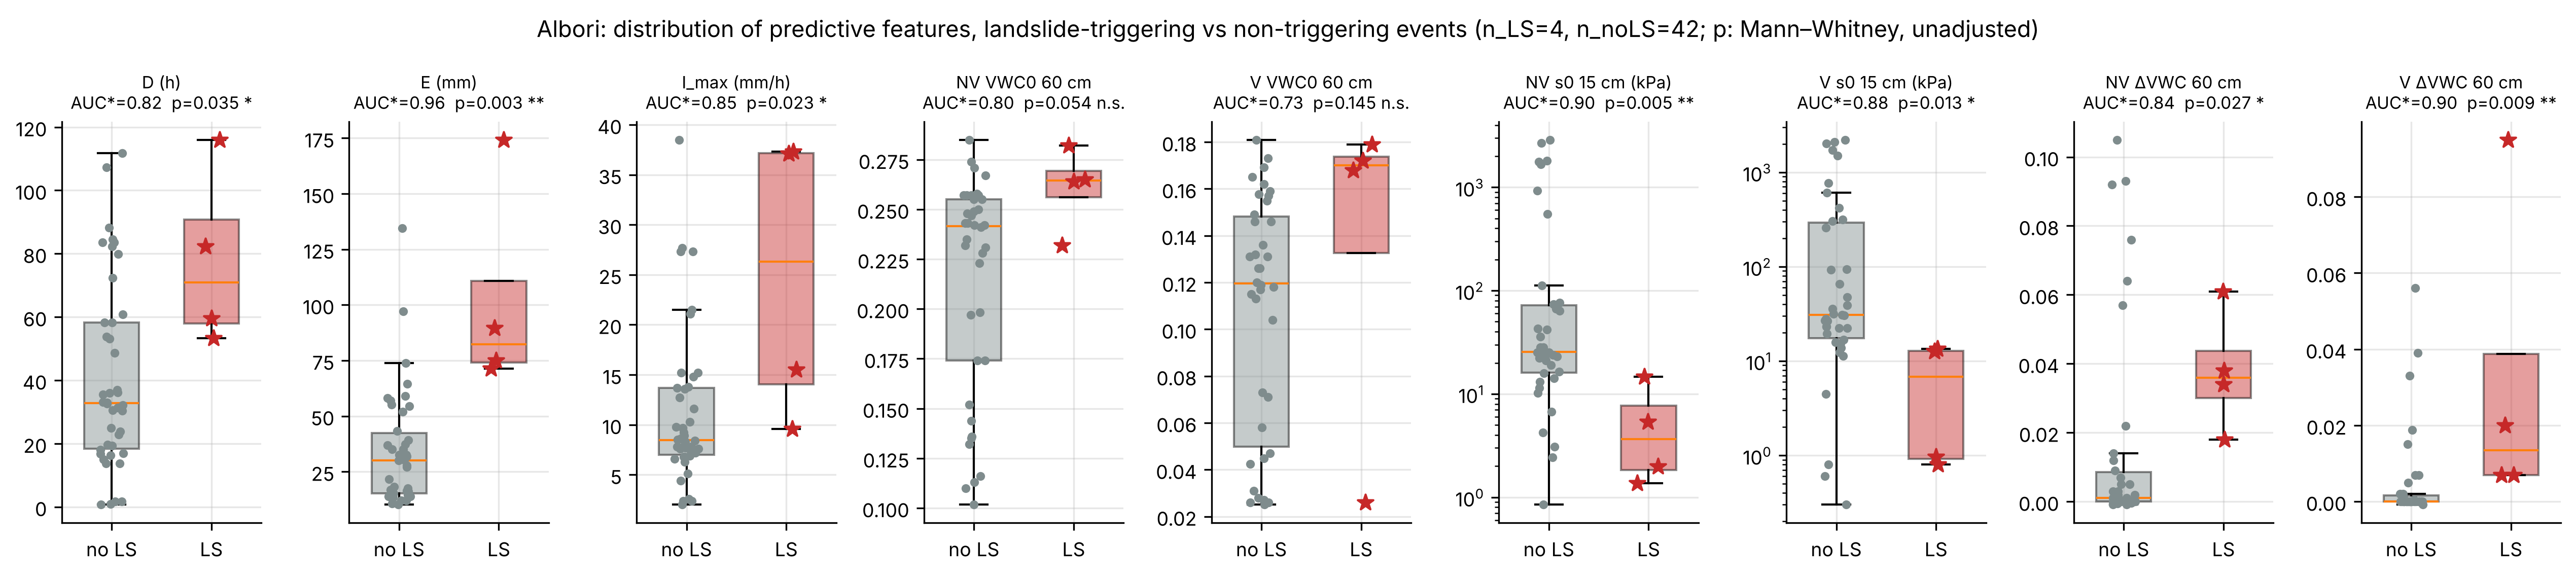 Albori: distribution of predictive features, landslide-triggering vs non-triggering events (n_LS=4, n_noLS=42; p: Mann–Whitney, unadjusted)
D (h)
AUC*=0.82 p=0.035 *
120
100
80
60
40
20
0
no LS LS
E (mm)
AUC*=0.96 p=0.003 **
175
150
125
100
75
50
25
no LS LS
I_max (mm/h)
AUC*=0.85 p=0.023 *
40
35
30
25
20
15
10
5
no LS LS
NV VWC0 60 cm
AUC*=0.80 p=0.054 n.s.
0.275
0.250
0.225
0.200
0.175
0.150
0.125
0.100
no LS LS
V VWC0 60 cm
AUC*=0.73 p=0.145 n.s.
0.18
0.16
0.14
0.12
0.10
0.08
0.06
0.04
0.02
no LS LS
NV s0 15 cm (kPa)
AUC*=0.90 p=0.005 **
10³
10²
10¹
10⁰
no LS LS
V s0 15 cm (kPa)
AUC*=0.88 p=0.013 *
10³
10²
10¹
10⁰
no LS LS
NV ΔVWC 60 cm
AUC*=0.84 p=0.027 *
0.10
0.08
0.06
0.04
0.02
0.00
no LS LS
V ΔVWC 60 cm
AUC*=0.90 p=0.009 **
0.08
0.06
0.04
0.02
0.00
no LS LS